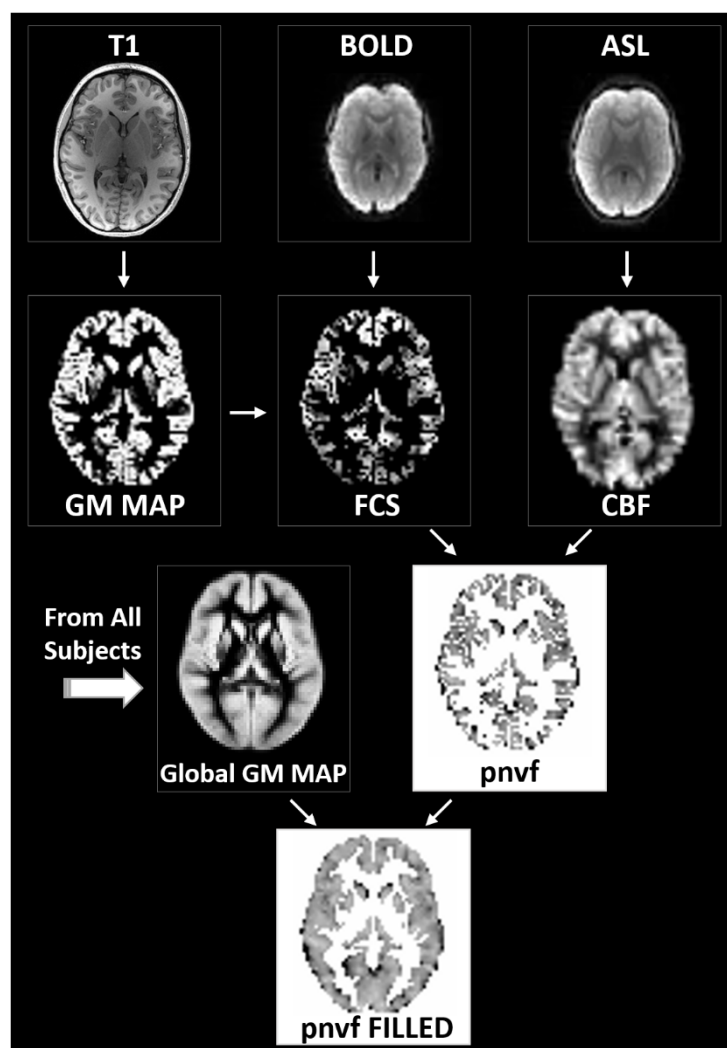 T1
BOLD
ASL
GM MAP
FCS
CBF
From All
Subjects
Global GM MAP
pnvf
pnvf FILLED